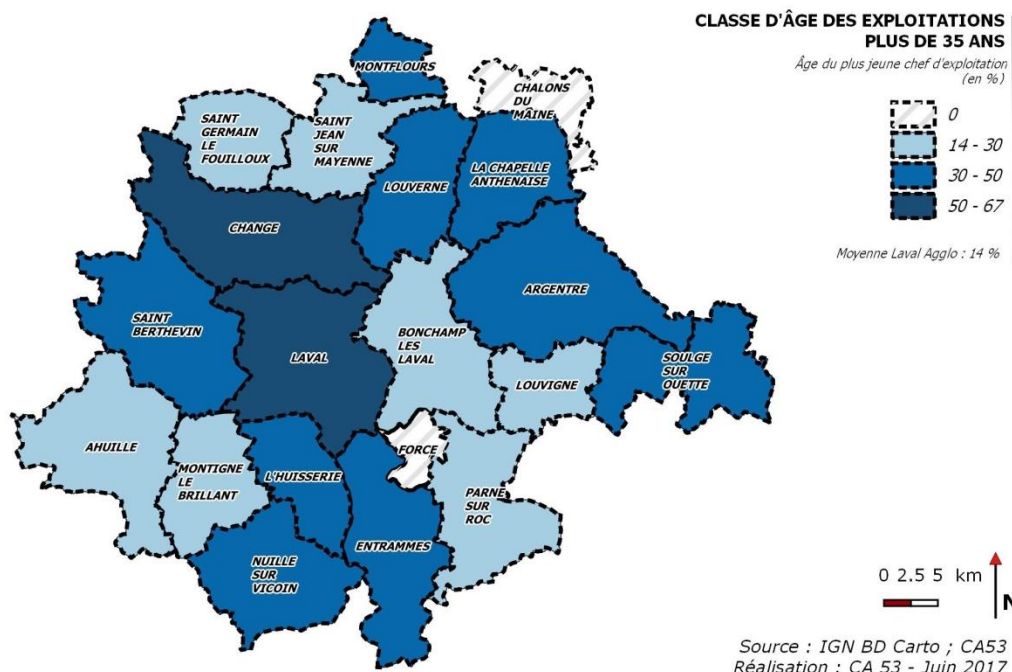 CLASSE D'ÂGE DES EXPLOITATIONS
PLUS DE 35 ANS
Âge du plus jeune chef d'exploitation
(en %)
0
14 - 30
30 - 50
50 - 67
Moyenne Laval Agglo : 14 %
MONTFLOURS
CHALONS
DU
MÂINE
SAINT
GERMAIN
LE
FOUILLOUX
SAINT
JEAN
SUR
MAYENNE
LOUVERNE
LA CHAPELLE
ANTHENAISE
CHANGE
ARGENTRE
SAINT
BERTHEVIN
BONCHAMP
LES
LAVAL
LAVAL
SOULGE
SUR
OUETTE
LOUVIGNE
AHUILLE
MONTIGNE
LE
BRILLANT
L'HUISSERIE
FORCE
PARNE
SUR
ROC
ENTRAMMES
NUILLE
SUR
VICOIN
0 2.5 5 km
N
Source : IGN BD Carto ; CA53
Réalisation : CA 53 - Juin 2017